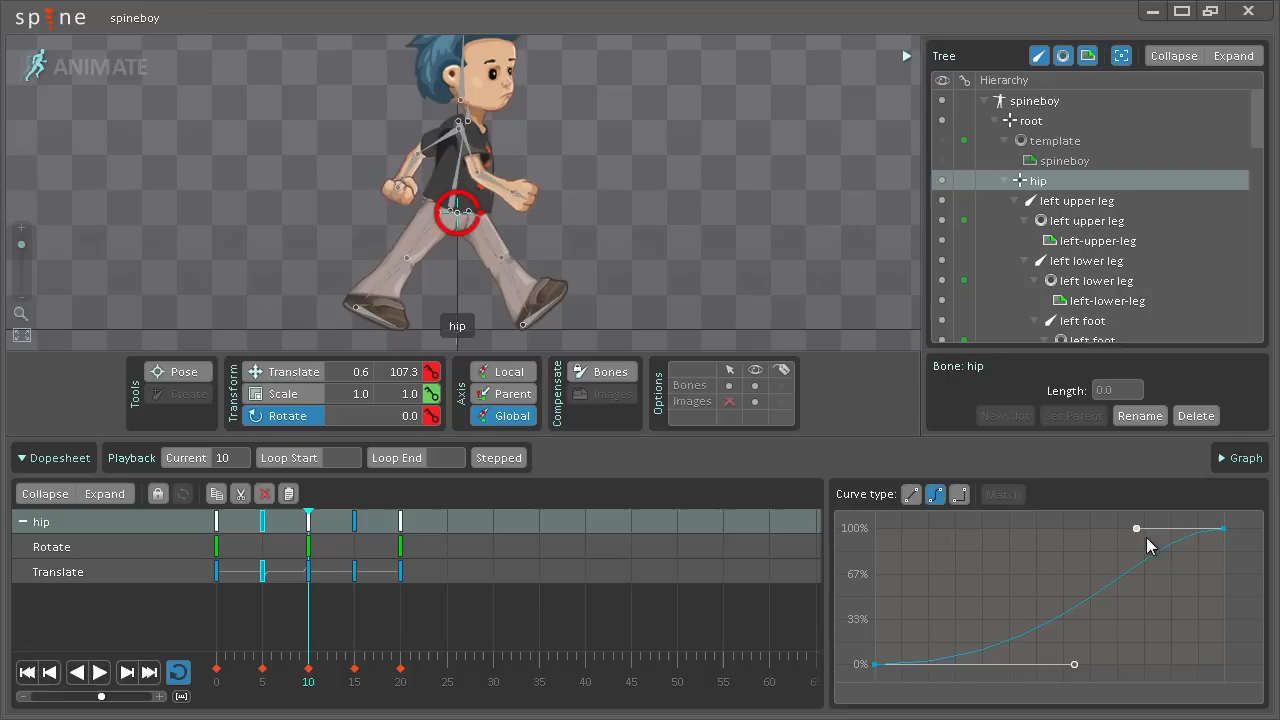 spine
spineboy
ANIMATE
hip
Tree
Collapse
Expand
Hierarchy
spineboy
root
template
spineboy
hip
left upper leg
left upper leg
left-upper-leg
left lower leg
left lower leg
left-lower-leg
left foot
left foot
Tools
Pose
Create
Transform
Translate 0.6 107.3
Scale 1.0 1.0
Rotate 0.0
Axis
Local
Parent
Global
Compensate
Bones
Images
Options
Bones
Images
Bone: hip
Length: 0.0
New Slot
Set Parent
Rename
Delete
Dopesheet
Playback
Current 10
Loop Start
Loop End
Stepped
Graph
Collapse
Expand
hip
Rotate
Translate
0 5 10 15 20 25 30 35 40 45 50 55 60 65
Curve type:
Match
100%
67%
33%
0%